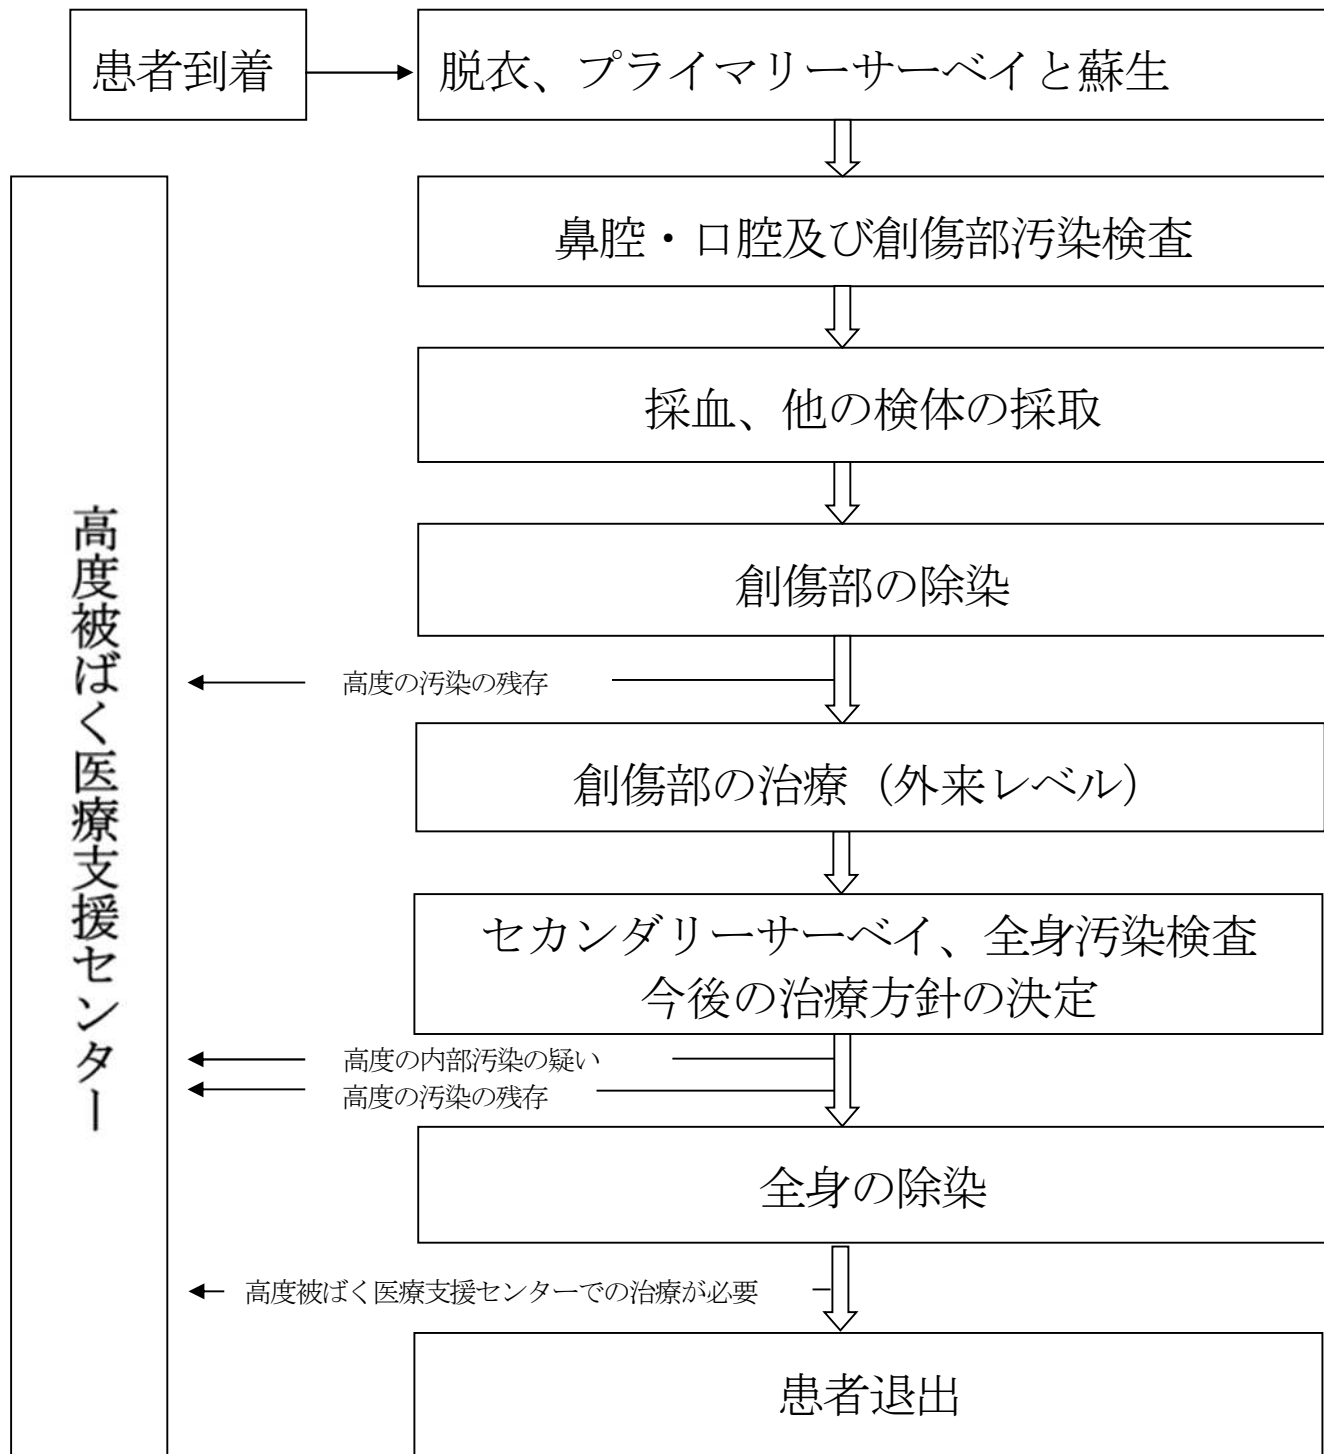 患者到着
脱衣、プライマリーサーベイと蘇生
鼻腔・口腔及び創傷部汚染検査
採血、他の検体の採取
創傷部の除染
高度の汚染の残存
創傷部の治療（外来レベル）
セカンダリーサーベイ、全身汚染検査
今後の治療方針の決定
高度の内部汚染の疑い
高度の汚染の残存
全身の除染
高度被ばく医療支援センターでの治療が必要
患者退出
高度被ばく医療支援センター